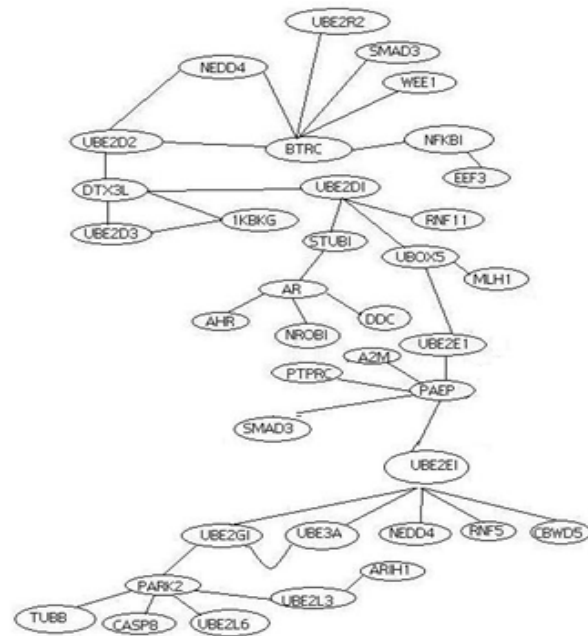 UBE2R2
SMAD3
NEDD4
WEE1
UBE2D2
BTRC
NFKBI
EEF3
DTX3L
UBE2DI
UBE2D3
1KBKG
RNF11
STUBI
UBOX5
MLH1
AR
AHR
NROBI
DDC
UBE2E1
A2M
PTPRC
PAEP
SMAD3
UBE2EI
UBE2GI
UBE3A
NEDD4
RNF5
CBWD5
ARIH1
PARK2
UBE2L3
TUBB
CASP8
UBE2L6